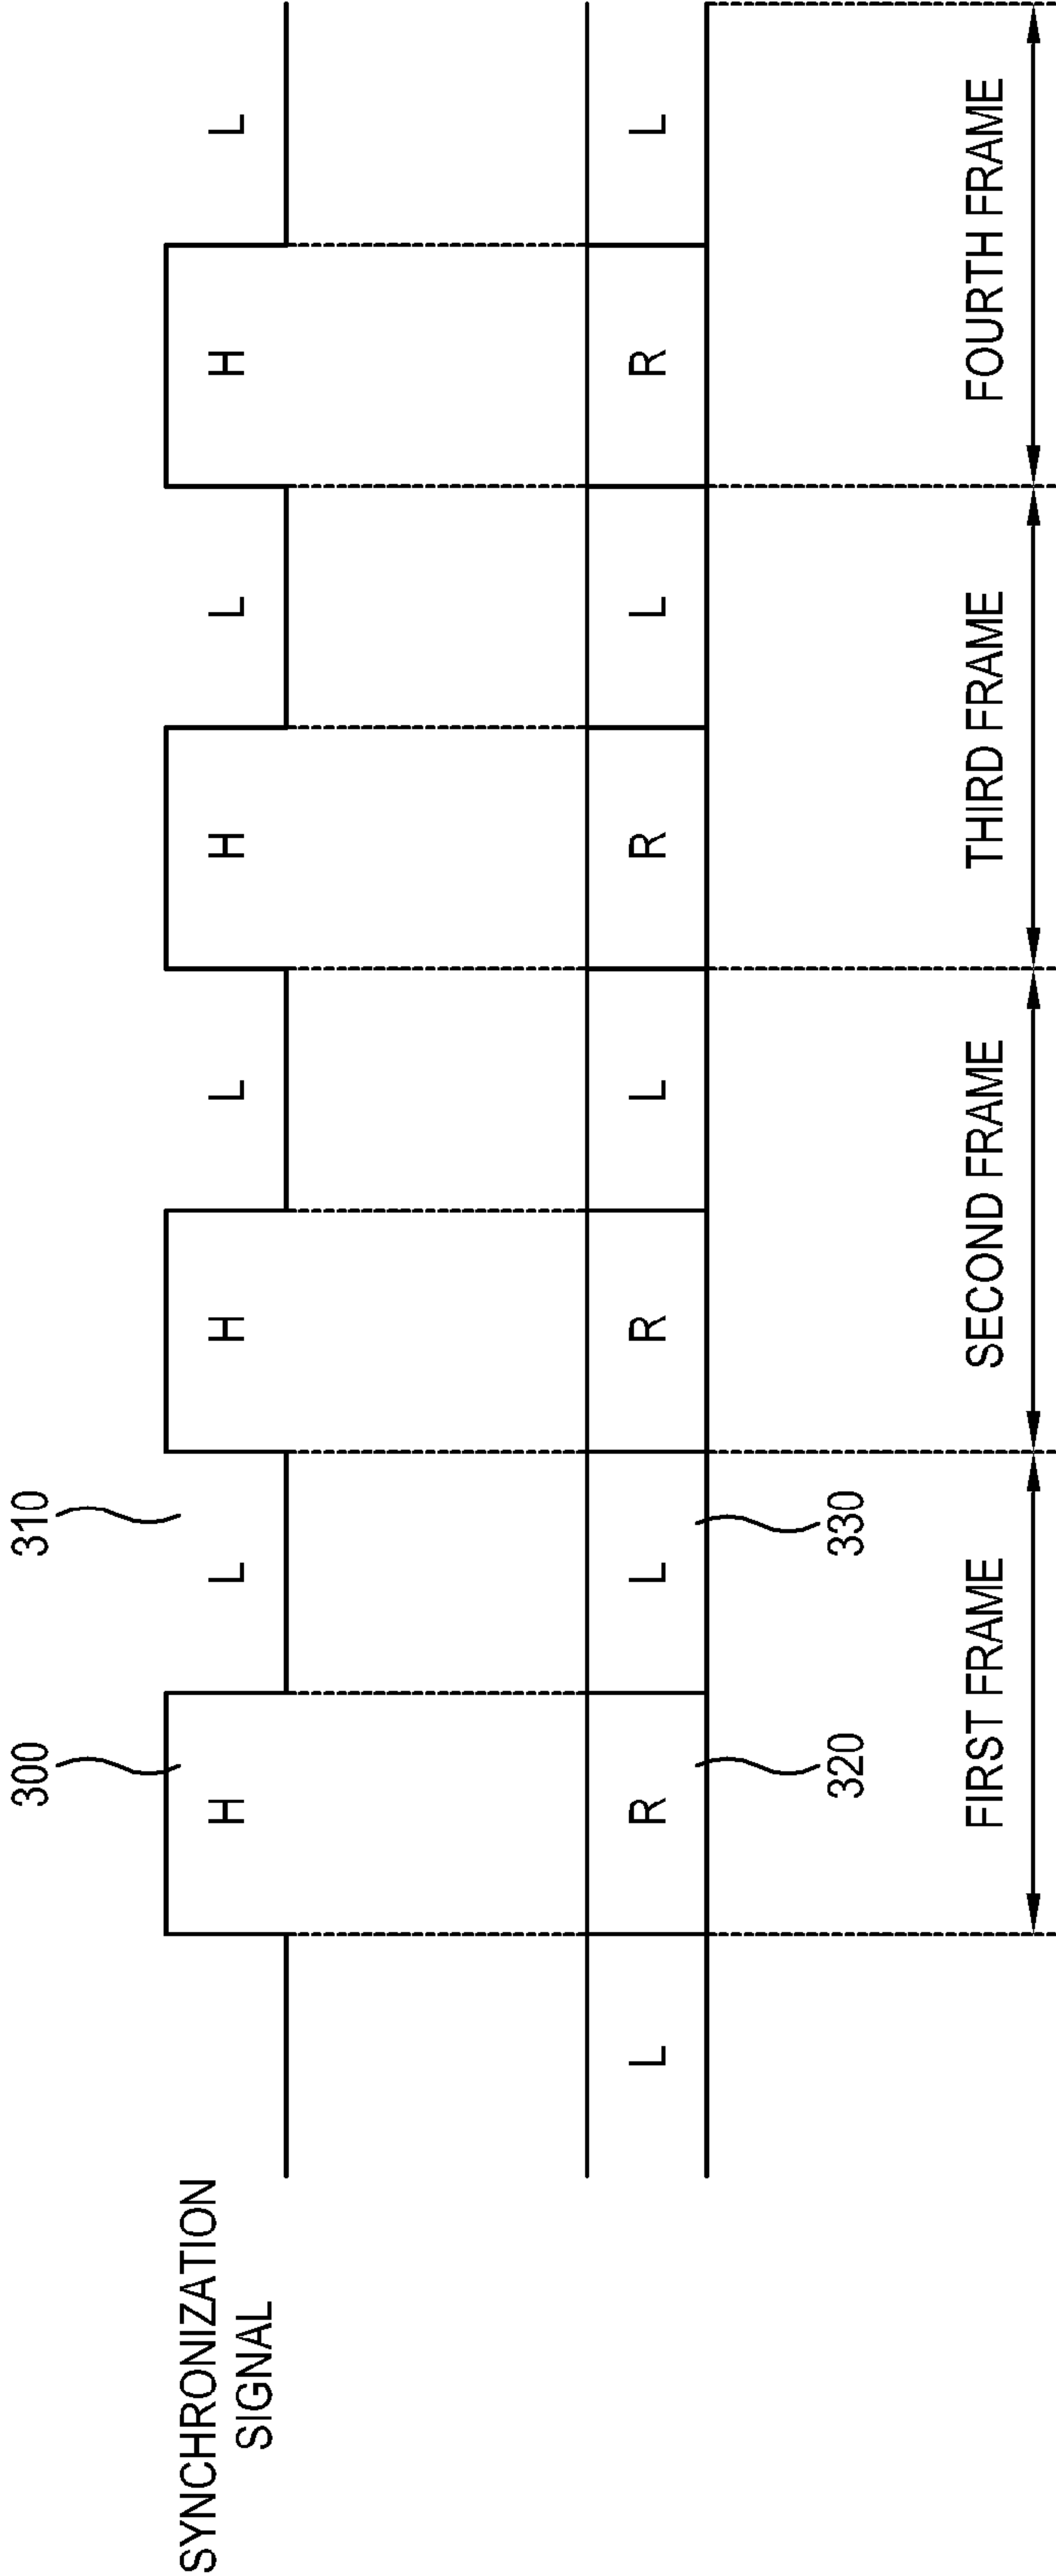 300
310
SYNCHRONIZATION
SIGNAL
H
L
H
L
H
L
H
L
L
R
L
R
L
R
L
R
L
320
330
FIRST FRAME
SECOND FRAME
THIRD FRAME
FOURTH FRAME